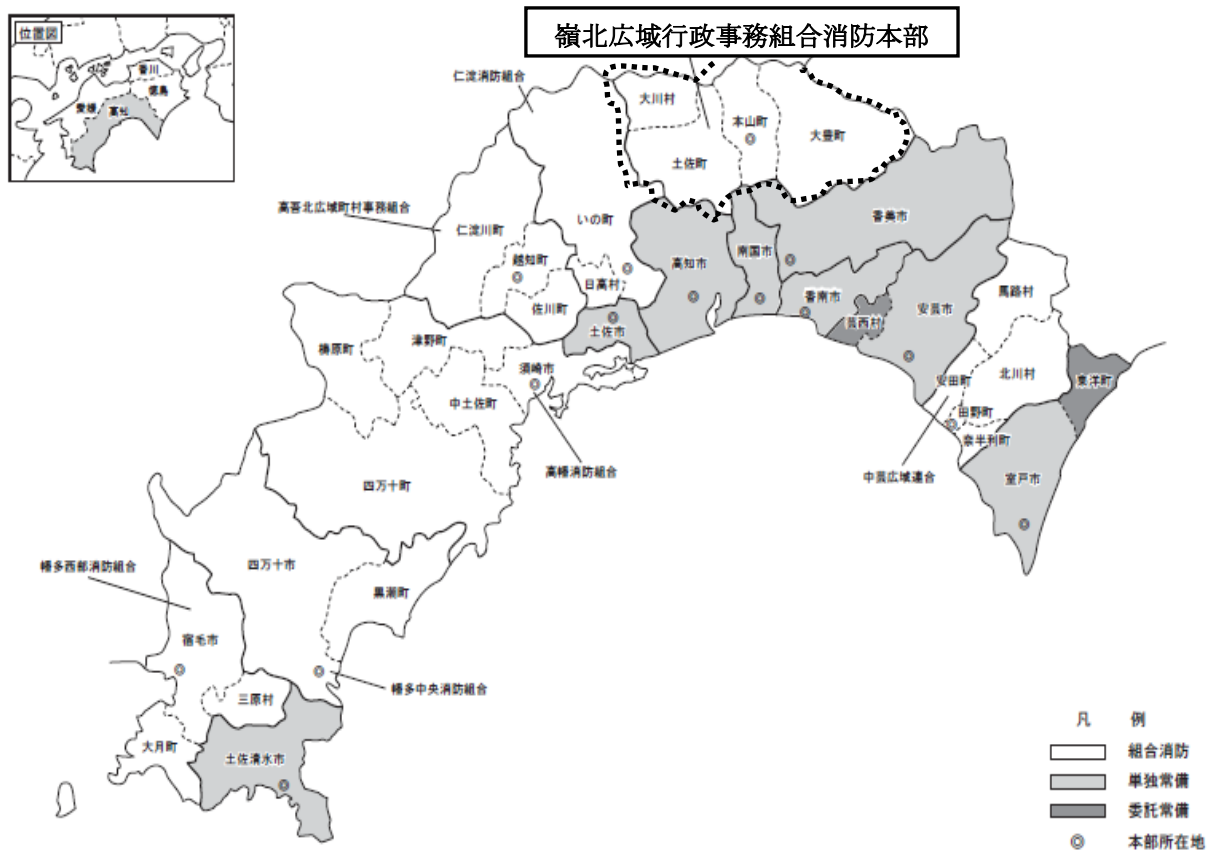 位置図
香川
徳島
愛媛
高知
嶺北広域行政事務組合消防本部
仁淀消防組合
大川村
本山町
大豊町
土佐町
高吾北広域町村事務組合
仁淀川町
いの町
香美市
越知町
高知市
南国市
日高村
佐川町
香南市
安芸市
馬路村
芸西村
土佐市
津野町
梼原町
須崎市
中土佐町
安田町
北川村
東洋町
田野町
奈半利町
高幡消防組合
中芸広域連合
室戸市
四万十町
四万十市
幡多西部消防組合
黒潮町
宿毛市
幡多中央消防組合
三原村
大月町
土佐清水市
凡 例
組合消防
単独常備
委託常備
◎ 本部所在地